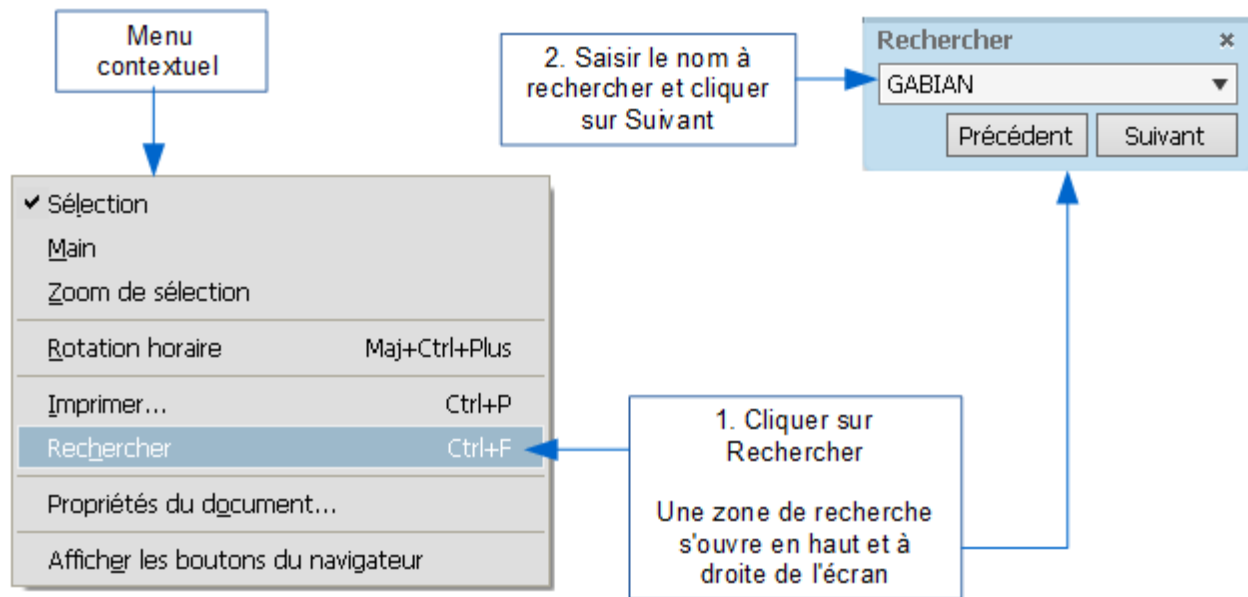 Menu
contextuel
2. Saisir le nom à
rechercher et cliquer
sur Suivant
Rechercher
GABIAN
Précédent Suivant
Sélection
Main
Zoom de sélection
Rotation horaire Maj+Ctrl+Plus
Imprimer... Ctrl+P
Rechercher Ctrl+F
Propriétés du document...
Afficher les boutons du navigateur
1. Cliquer sur
Rechercher
Une zone de recherche
s'ouvre en haut et à
droite de l'écran